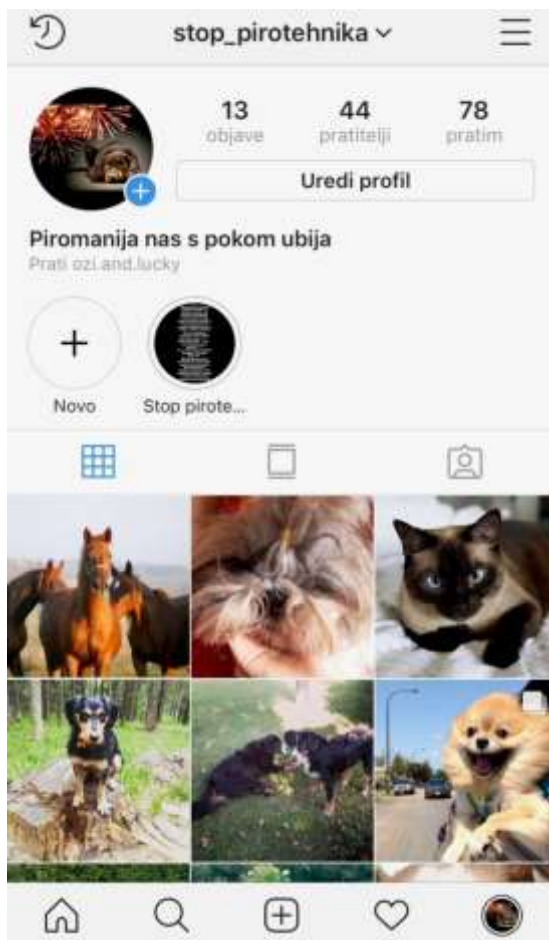 stop_pirotehnika
13 44 78
objave pratitelji pratim
Uredi profil
Piromanija nas s pokom ubija
Prati ozi.and.lucky
Novo Stop pirote...